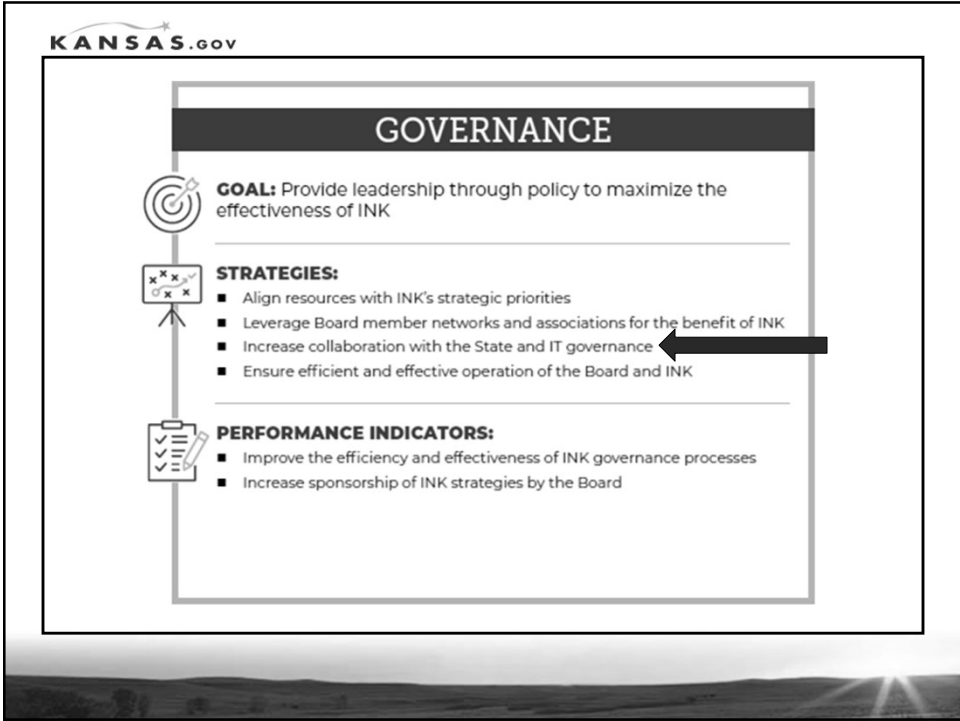 KANSAS.GOV
GOVERNANCE
GOAL: Provide leadership through policy to maximize the
effectiveness of INK
STRATEGIES:
■ Align resources with INK's strategic priorities
■ Leverage Board member networks and associations for the benefit of INK
■ Increase collaboration with the State and IT governance
■ Ensure efficient and effective operation of the Board and INK
PERFORMANCE INDICATORS:
■ Improve the efficiency and effectiveness of INK governance processes
■ Increase sponsorship of INK strategies by the Board